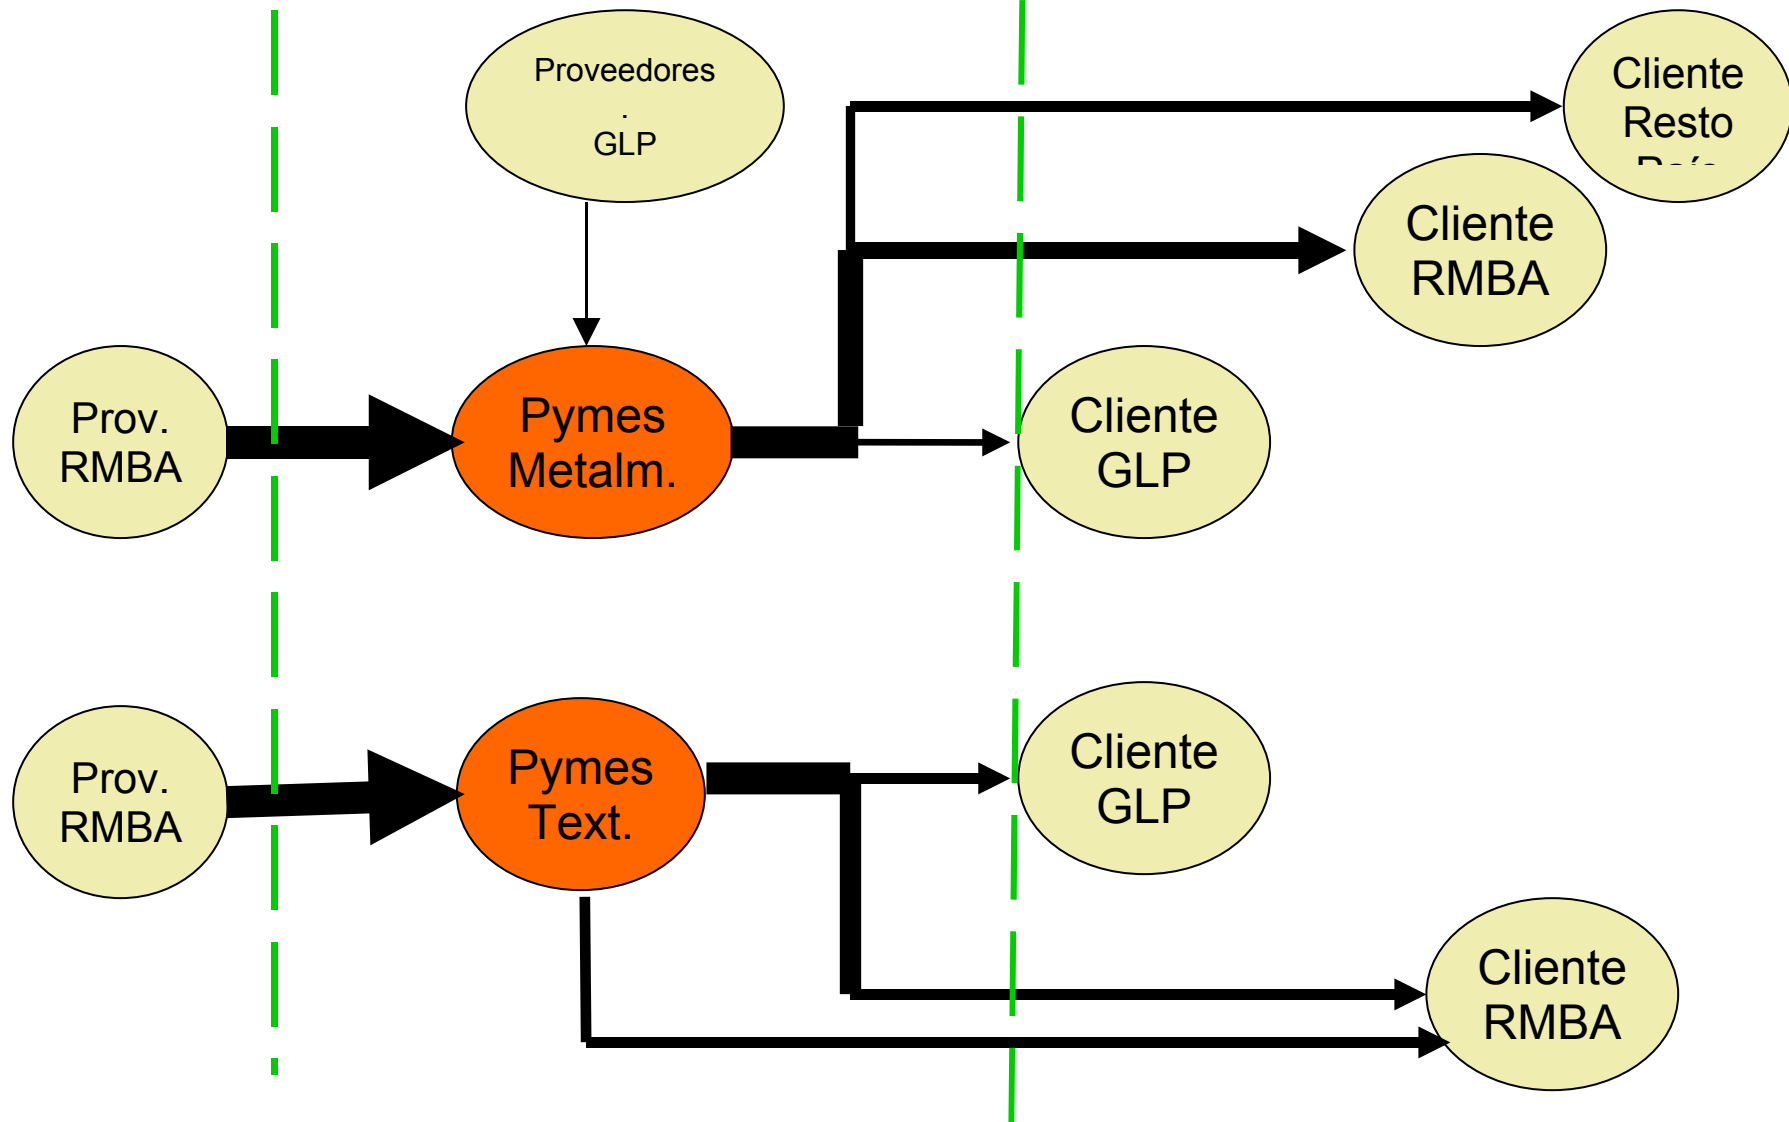 Proveedores
.
GLP
Cliente
Resto
Cliente
RMBA
Prov.
RMBA
Pymes
Metalm.
Cliente
GLP
Prov.
RMBA
Pymes
Text.
Cliente
GLP
Cliente
RMBA